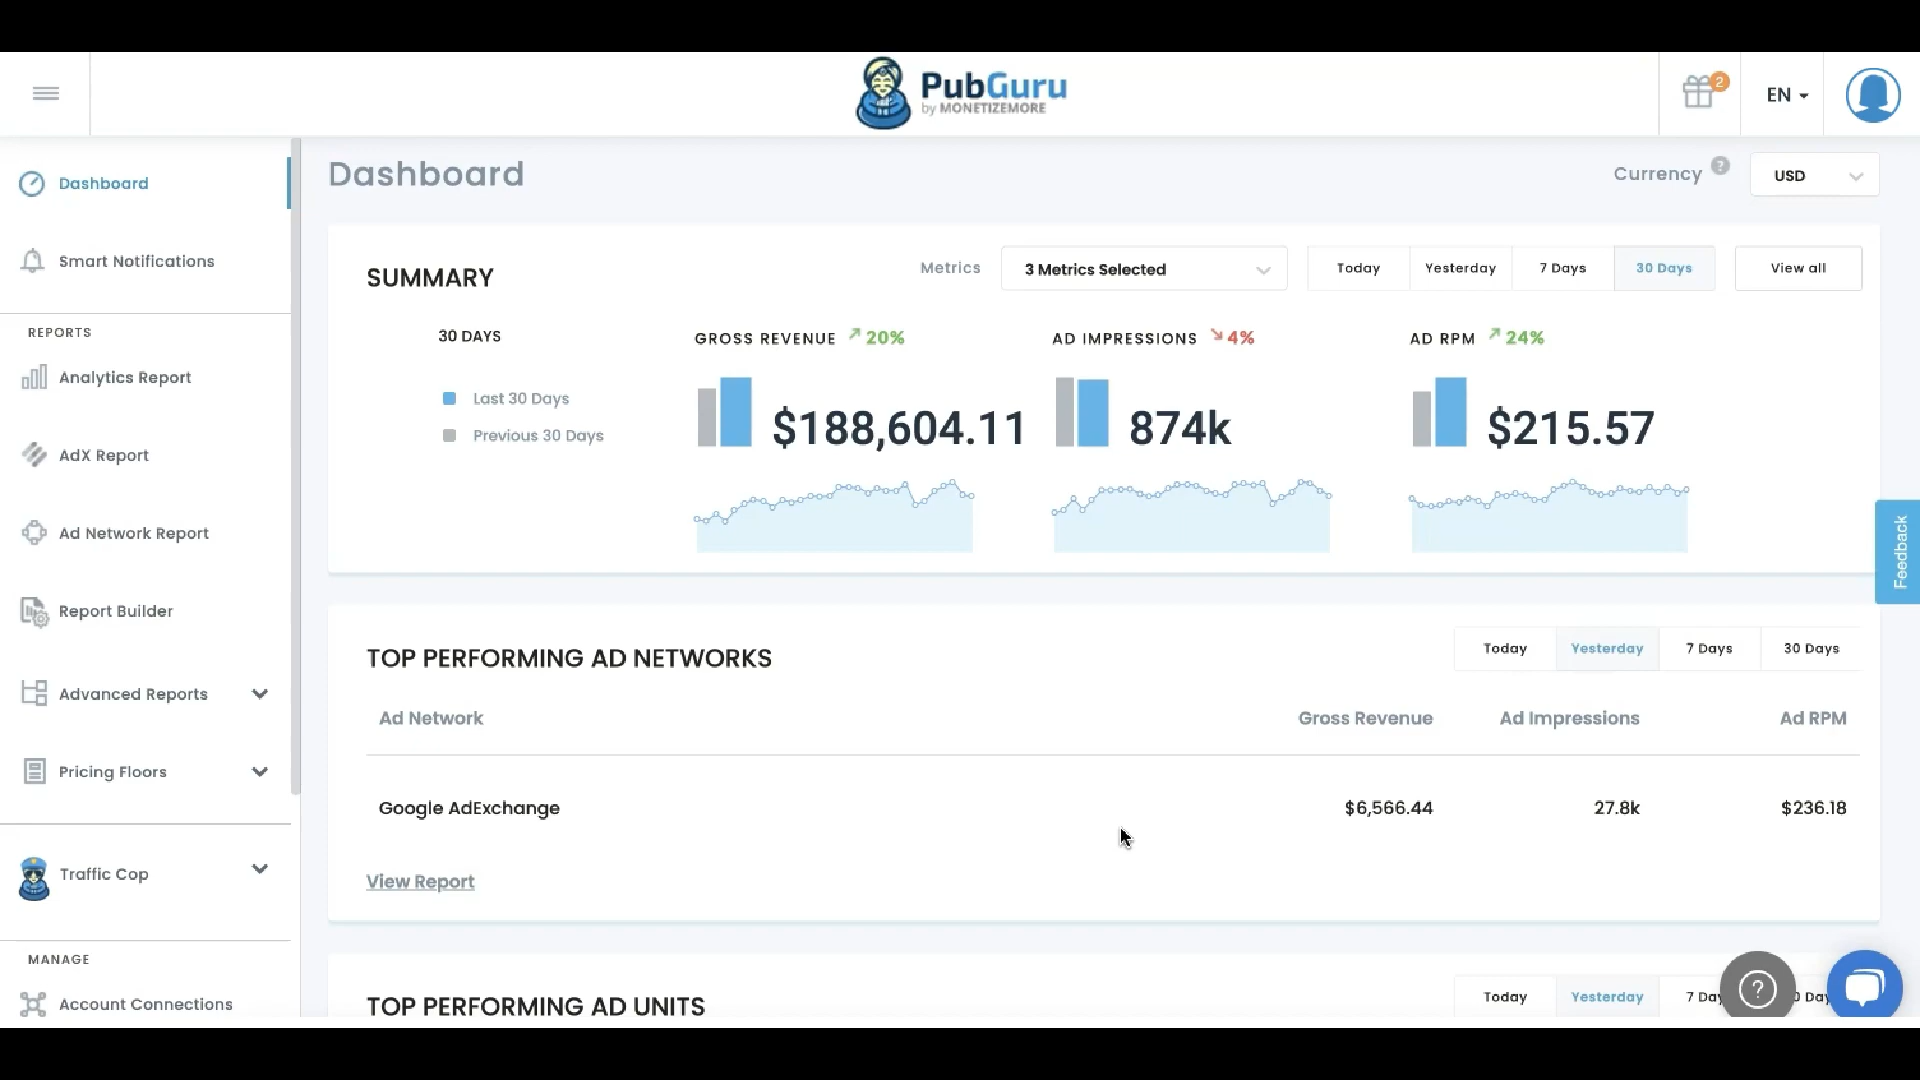 PubGuru
by MONETIZEMORE
2
EN
Dashboard
Smart Notifications
REPORTS
Analytics Report
AdX Report
Ad Network Report
Report Builder
Advanced Reports
Pricing Floors
Traffic Cop
MANAGE
Account Connections
Dashboard
Currency ?
USD
SUMMARY
Metrics
3 Metrics Selected
Today Yesterday 7 Days 30 Days
View all
30 DAYS
Last 30 Days
Previous 30 Days
GROSS REVENUE 20%
$188,604.11
AD IMPRESSIONS 4%
874k
AD RPM 24%
$215.57
Feedback
TOP PERFORMING AD NETWORKS
Today Yesterday 7 Days 30 Days
Ad Network Gross Revenue Ad Impressions Ad RPM
Google AdExchange $6,566.44 27.8k $236.18
View Report
TOP PERFORMING AD UNITS
Today Yesterday 7
?